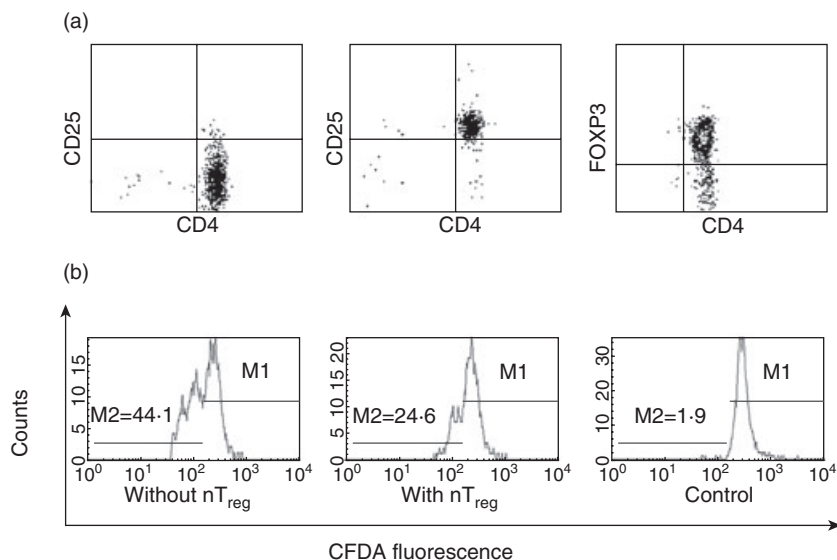 (a)
CD25
CD4
CD25
CD4
FOXP3
CD4
(b)
Counts
0 5 10 15
M1
M2=44·1
10⁰ 10¹ 10² 10³ 10⁴
Without nT_reg
0 5 10 15 20
M1
M2=24·6
10⁰ 10¹ 10² 10³ 10⁴
With nT_reg
0 10 20 30
M1
M2=1·9
10⁰ 10¹ 10² 10³ 10⁴
Control
CFDA fluorescence